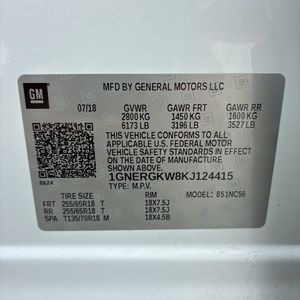 GM
MFD BY GENERAL MOTORS LLC
07/18 GVWR GAWR FRT GAWR RR
2800 KG 1450 KG 1600 KG
6173 LB 3196 LB 3527 LB
THIS VEHICLE CONFORMS TO ALL
APPLICABLE U.S. FEDERAL MOTOR
VEHICLE SAFETY STANDARDS IN
EFFECT ON THE DATE OF
MANUFACTURE SHOWN ABOVE.
1GNERGKW8KJ124415
8624 TYPE: M.P.V. MODEL: 851NC56
TIRE SIZE RIM
FRT 255/65R18 T 18X7.5J
RR 255/65R18 T 18X7.5J
SPA T135/70R18 M 18X4.5B